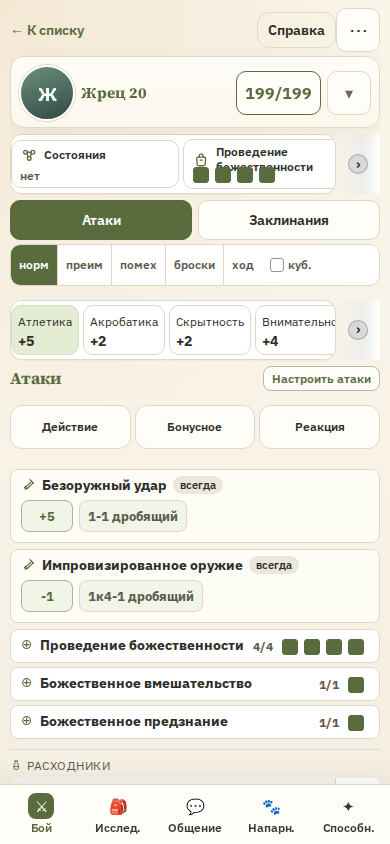 ← К списку
Справка
...
Ж
Жрец 20
199/199
▼
Состояния
нет
Проведение
божественности
›
Атаки
Заклинания
норм
преим
помех
броски
ход
куб.
Атлетика
+5
Акробатика
+2
Скрытность
+2
Внимательно
+4
›
Атаки
Настроить атаки
Действие
Бонусное
Реакция
Безоружный удар
всегда
+5
1-1 дробящий
Импровизированное оружие
всегда
-1
1к4-1 дробящий
Проведение божественности
4/4
Божественное вмешательство
1/1
Божественное предзнание
1/1
РАСХОДНИКИ
Бой
Исслед.
Общение
Напарн.
Способн.